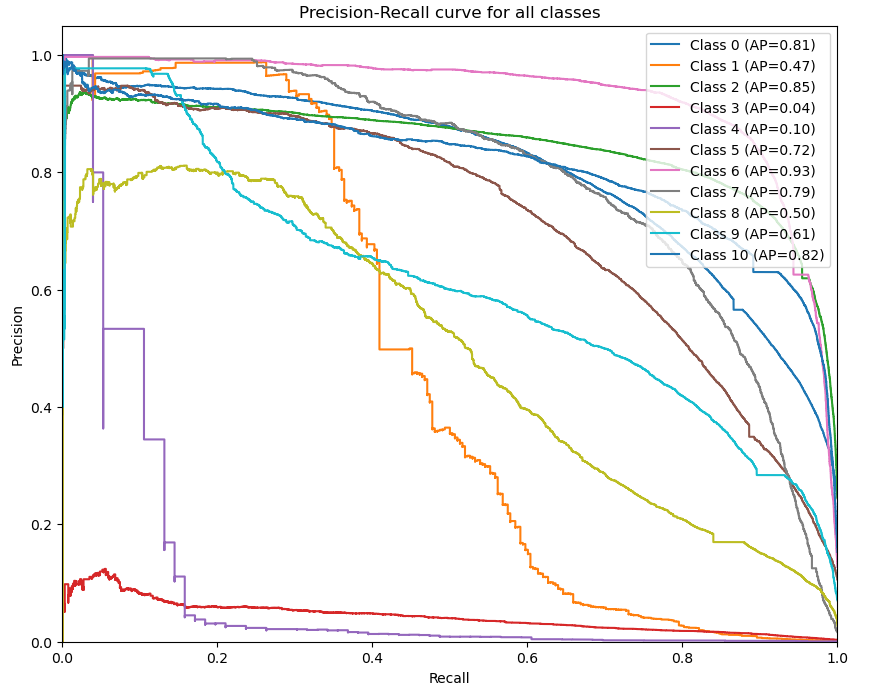 Precision-Recall curve for all classes
Class 0 (AP=0.81)
Class 1 (AP=0.47)
Class 2 (AP=0.85)
Class 3 (AP=0.04)
Class 4 (AP=0.10)
Class 5 (AP=0.72)
Class 6 (AP=0.93)
Class 7 (AP=0.79)
Class 8 (AP=0.50)
Class 9 (AP=0.61)
Class 10 (AP=0.82)
Precision
1.0
0.8
0.6
0.4
0.2
0.0
0.0 0.2 0.4 0.6 0.8 1.0
Recall